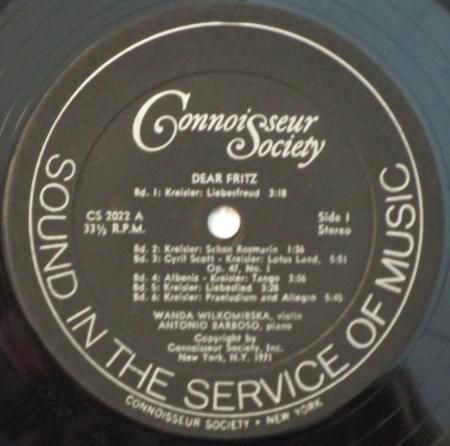 Connoisseur
Society
DEAR FRITZ
Bd. 1: Kreisler: Liebesfreud 3:18
CS 2022 A
33⅓ R.P.M.
Side 1
Stereo
Bd. 2: Kreisler: Schon Rosmarin 1:36
Bd. 3: Cyril Scott - Kreisler: Lotus Land, 5:51
Op. 47, No. 1
Bd. 4: Albenis - Kreisler: Tango 3:06
Bd. 5: Kreisler: Liebeslied 3:28
Bd. 6: Kreisler: Praeludium and Allegro 5:45
WANDA WILKOMIRSKA, violin
ANTONIO BARBOSO, piano
Copyright by
Connoisseur Society, Inc.
New York, N.Y. 1971
SOUND IN THE SERVICE OF MUSIC
CONNOISSEUR SOCIETY • NEW YORK